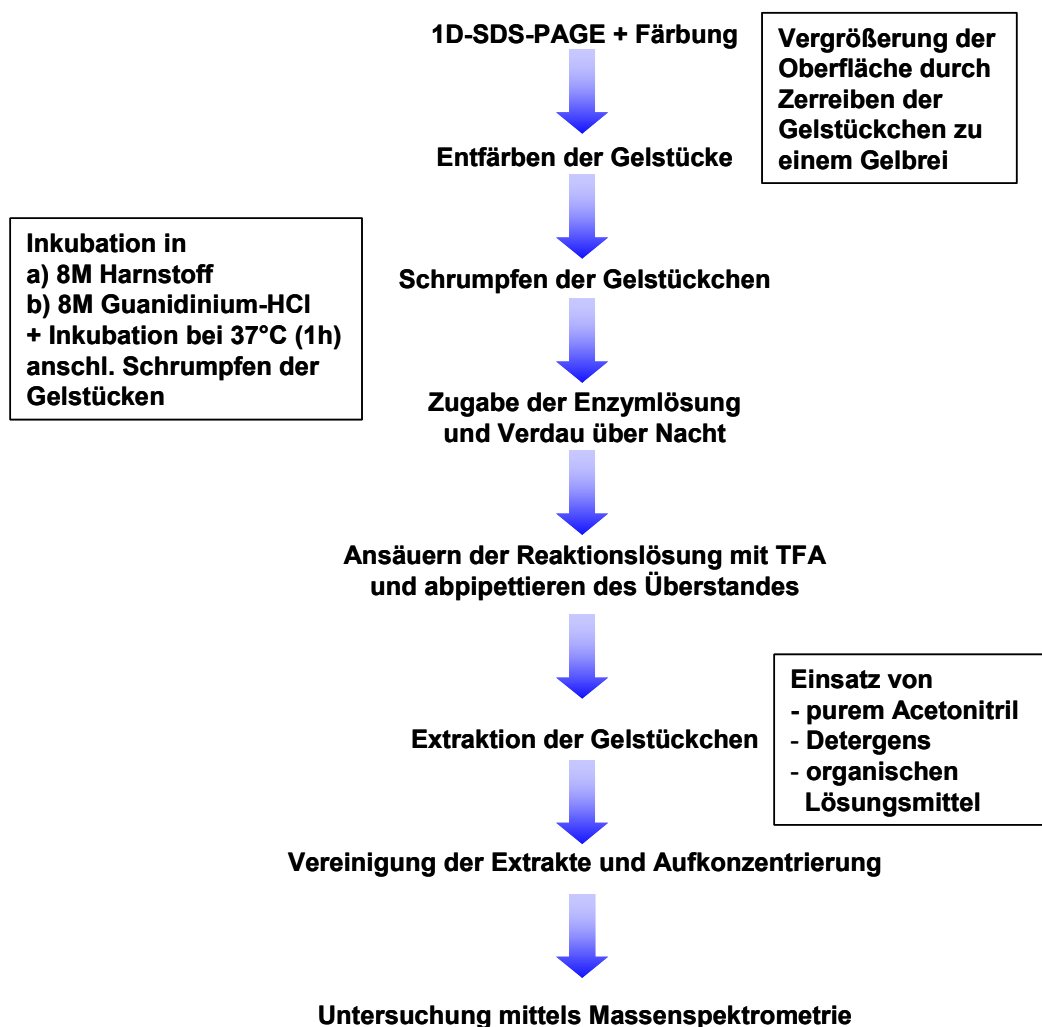 1D-SDS-PAGE + Färbung
Vergrößerung der
Oberfläche durch
Zerreiben der
Gelstückchen zu
einem Gelbrei
Entfärben der Gelstücke
Inkubation in
a) 8M Harnstoff
b) 8M Guanidinium-HCl
+ Inkubation bei 37°C (1h)
anschl. Schrumpfen der
Gelstücken
Schrumpfen der Gelstückchen
Zugabe der Enzymlösung
und Verdau über Nacht
Ansäuern der Reaktionslösung mit TFA
und abpipettieren des Überstandes
Einsatz von
- purem Acetonitril
- Detergens
- organischen
Lösungsmittel
Extraktion der Gelstückchen
Vereinigung der Extrakte und Aufkonzentrierung
Untersuchung mittels Massenspektrometrie